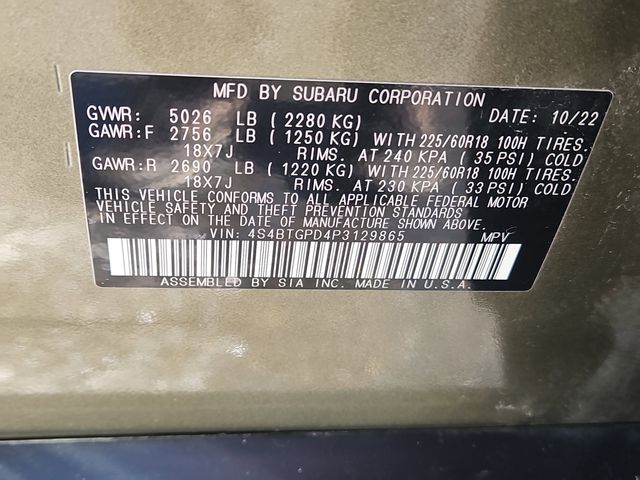 MFD BY SUBARU CORPORATION
GVWR: 5026 LB (2280 KG) DATE: 10/22
GAWR:F 2756 LB (1250 KG) WITH 225/60R18 100H TIRES.
18X7J RIMS. AT 240 KPA (35 PSI) COLD
GAWR:R 2690 LB (1220 KG) WITH 225/60R18 100H TIRES.
18X7J RIMS. AT 230 KPA (33 PSI) COLD
THIS VEHICLE CONFORMS TO ALL APPLICABLE FEDERAL MOTOR
VEHICLE SAFETY AND THEFT PREVENTION STANDARDS
IN EFFECT ON THE DATE OF MANUFACTURE SHOWN ABOVE.
VIN: 4S4BTGPD4P3129865 MPV
ASSEMBLED BY SIA INC. MADE IN U.S.A.